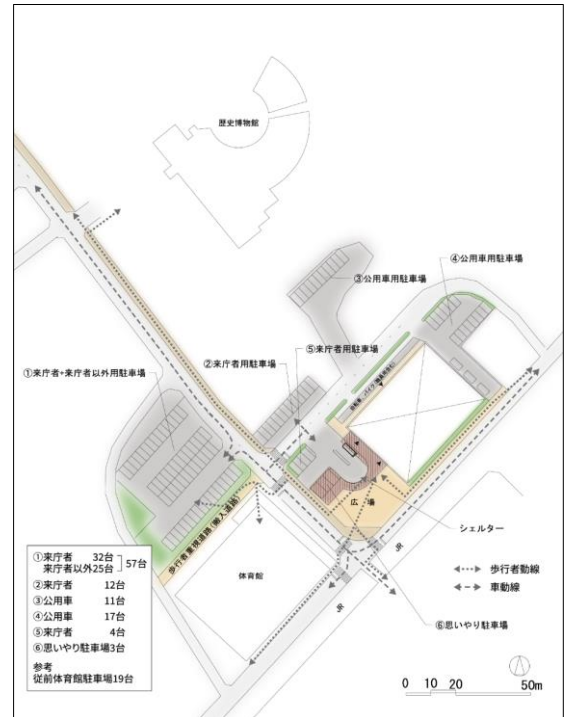 歴史博物館
④公用車用駐車場
③公用車用駐車場
⑤来庁者用駐車場
②来庁者用駐車場
①来庁者+来庁者以外用駐車場
広場
シェルター
歩行者動線
車動線
体育館
⑥思いやり駐車場
①来庁者 32台
来庁者以外25台
57台
②来庁者 12台
③公用車 11台
④公用車 17台
⑤来庁者 4台
⑥思いやり駐車場3台
参考
従前体育館駐車場19台
0 10 20 50m